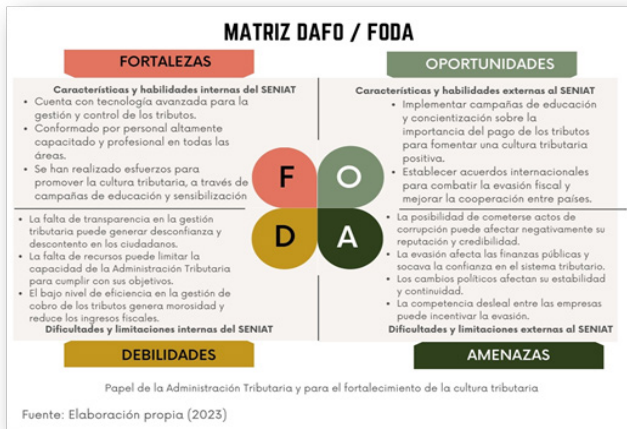 MATRIZ DAFO / FODA
FORTALEZAS
Características y habilidades internas del SENIAT
• Cuenta con tecnología avanzada para la
gestión y control de los tributos.
• Conformado por personal altamente
capacitado y profesional en todas las
áreas.
• Se han realizado esfuerzos para
promover la cultura tributaria, a través de
campañas de educación y sensibilización
OPORTUNIDADES
Características y habilidades externas al SENIAT
• Implementar campañas de educación
y concientización sobre la
importancia del pago de los tributos
para fomentar una cultura tributaria
positiva.
• Establecer acuerdos internacionales
para combatir la evasión fiscal y
mejorar la cooperación entre países.
F
O
D
A
• La falta de transparencia en la gestión
tributaria puede generar desconfianza y
descontento en los ciudadanos.
• La falta de recursos puede limitar la
capacidad de la Administración Tributaria
para cumplir con sus objetivos.
• El bajo nivel de eficiencia en la gestión de
cobro de los tributos genera morosidad y
reduce los ingresos fiscales.
Dificultades y limitaciones internas del SENIAT
DEBILIDADES
• La posibilidad de cometerse actos de
corrupción puede afectar negativamente su
reputación y credibilidad.
• La evasión afecta las finanzas públicas y
socava la confianza en el sistema tributario.
• Los cambios políticos afectan su estabilidad
y continuidad.
• La competencia desleal entre las empresas
puede incentivar la evasión.
Dificultades y limitaciones externas al SENIAT
AMENAZAS
Papel de la Administración Tributaria y para el fortalecimiento de la cultura tributaria
Fuente: Elaboración propia (2023)